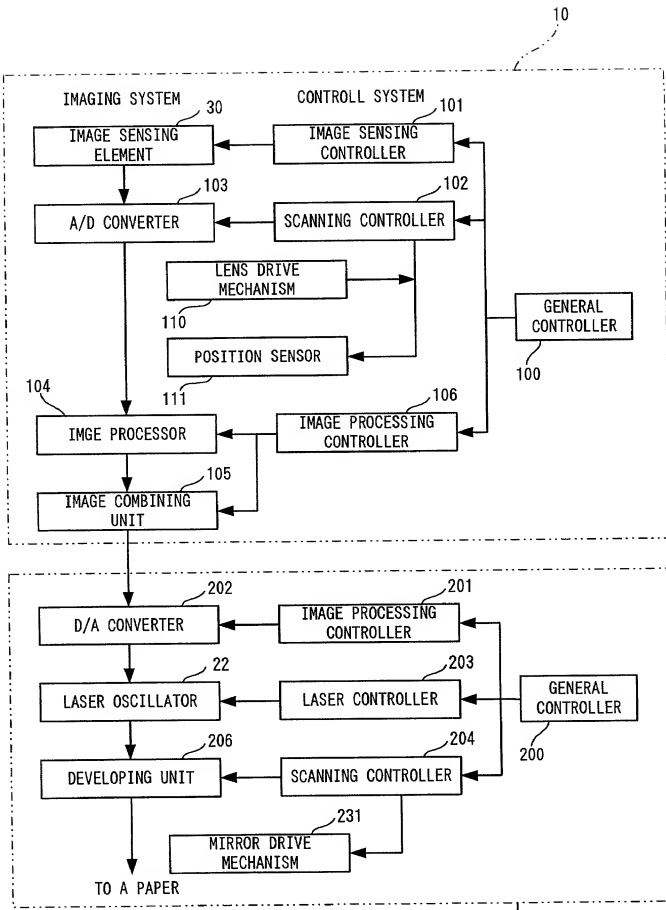 10
IMAGING SYSTEM
CONTROLL SYSTEM
30
101
IMAGE SENSING
ELEMENT
IMAGE SENSING
CONTROLLER
103
102
A/D CONVERTER
SCANNING CONTROLLER
LENS DRIVE
MECHANISM
110
GENERAL
CONTROLLER
100
POSITION SENSOR
111
104
106
IMGE PROCESSOR
IMAGE PROCESSING
CONTROLLER
105
IMAGE COMBINING
UNIT
202
201
D/A CONVERTER
IMAGE PROCESSING
CONTROLLER
22
203
LASER OSCILLATOR
LASER CONTROLLER
GENERAL
CONTROLLER
200
206
204
DEVELOPING UNIT
SCANNING CONTROLLER
231
MIRROR DRIVE
MECHANISM
TO A PAPER